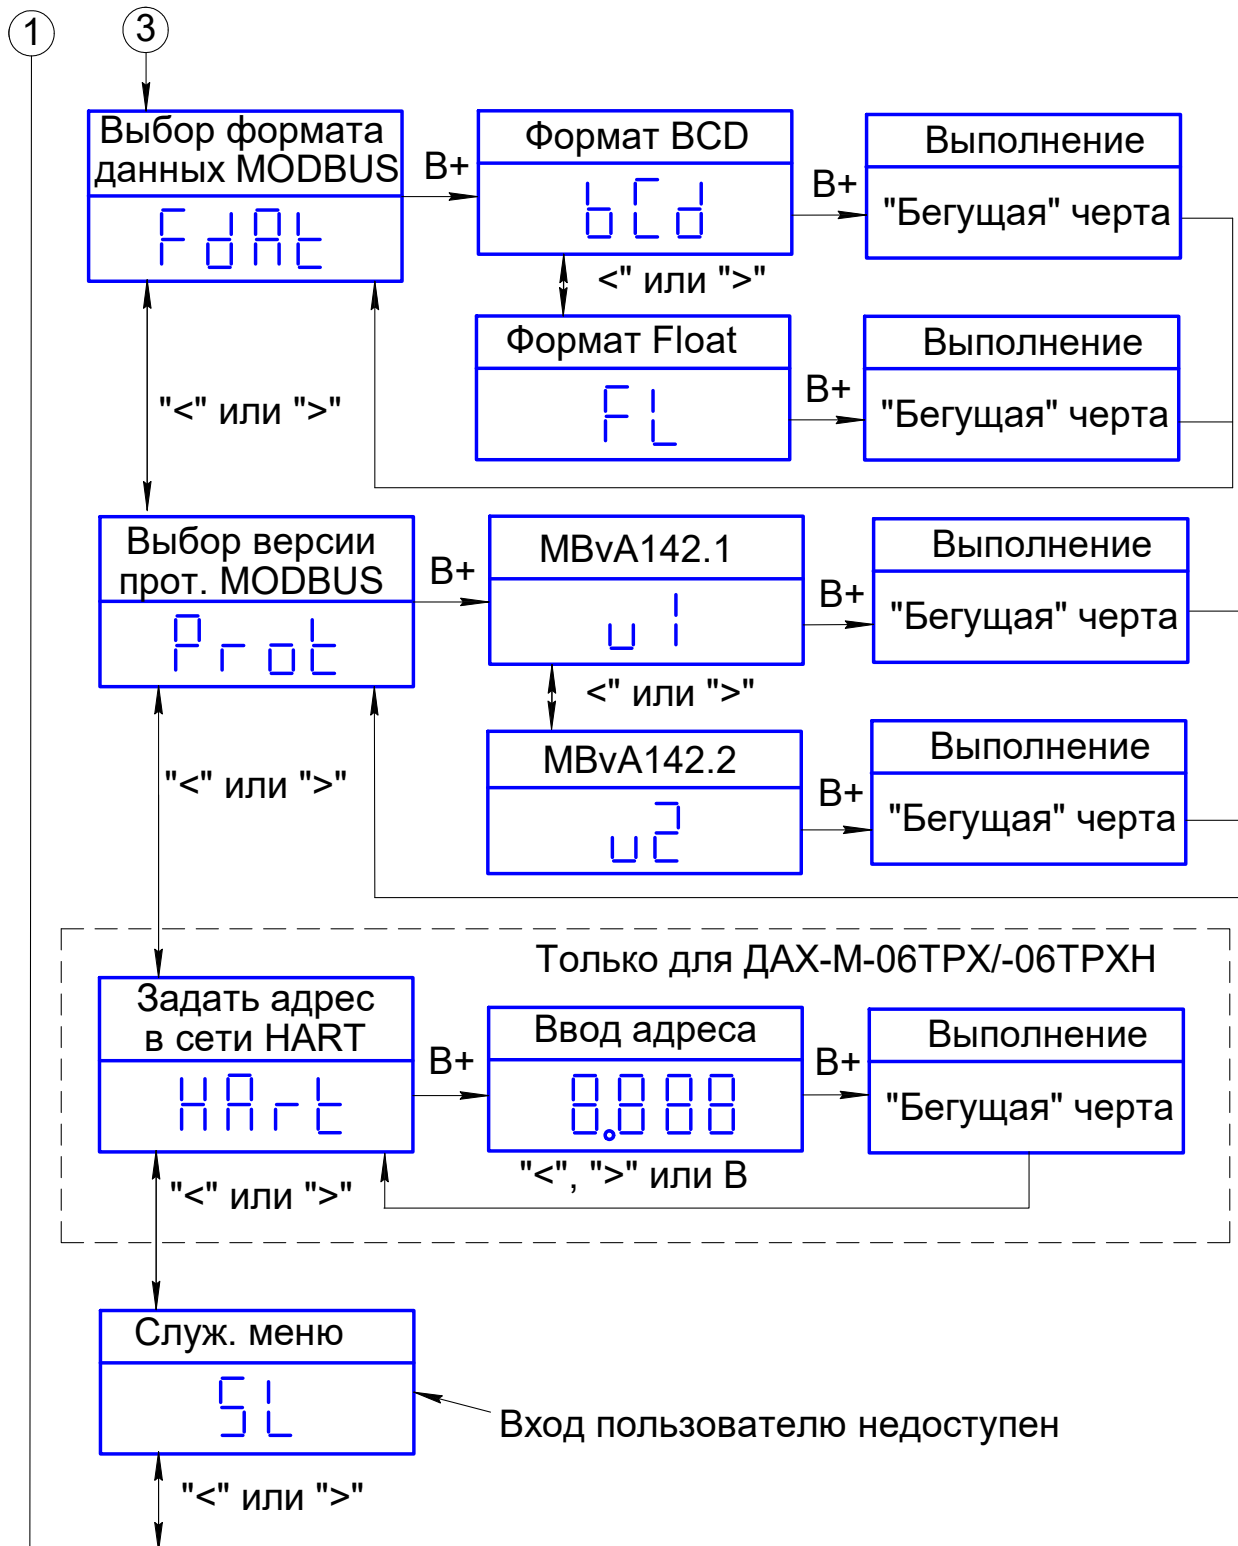 1
3
Выбор формата
данных MODBUS
FdAt
B+
Формат BCD
bCd
B+
Выполнение
"Бегущая" черта
<" или ">"
Формат Float
FL
B+
Выполнение
"Бегущая" черта
"<" или ">"
Выбор версии
прот. MODBUS
Prot
B+
MBvA142.1
v1
B+
Выполнение
"Бегущая" черта
<" или ">"
MBvA142.2
v2
B+
Выполнение
"Бегущая" черта
"<" или ">"
Только для ДАХ-М-06ТРХ/-06ТРХН
Задать адрес
в сети HART
HArt
B+
Ввод адреса
8.888
"<", ">" или B
B+
Выполнение
"Бегущая" черта
"<" или ">"
Служ. меню
SL
Вход пользователю недоступен
"<" или ">"